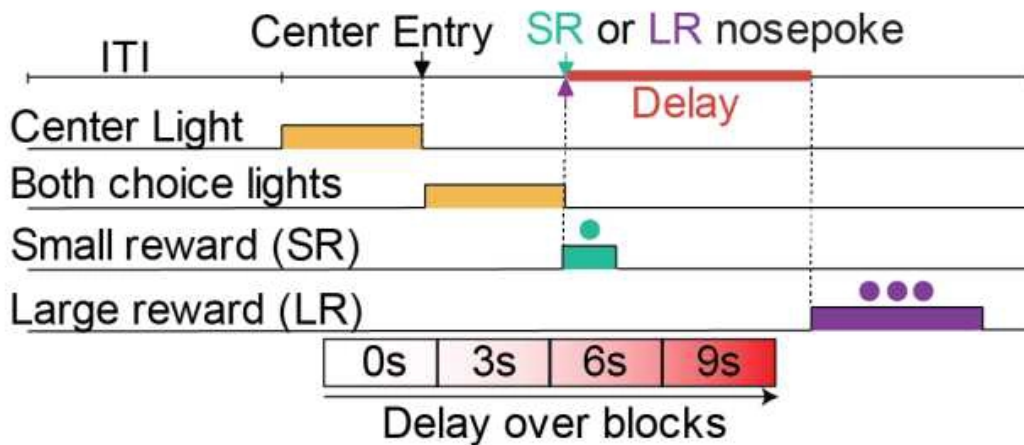 Center Entry SR or LR nosepoke
ITI
Delay
Center Light
Both choice lights
Small reward (SR)
Large reward (LR)
0s 3s 6s 9s
Delay over blocks